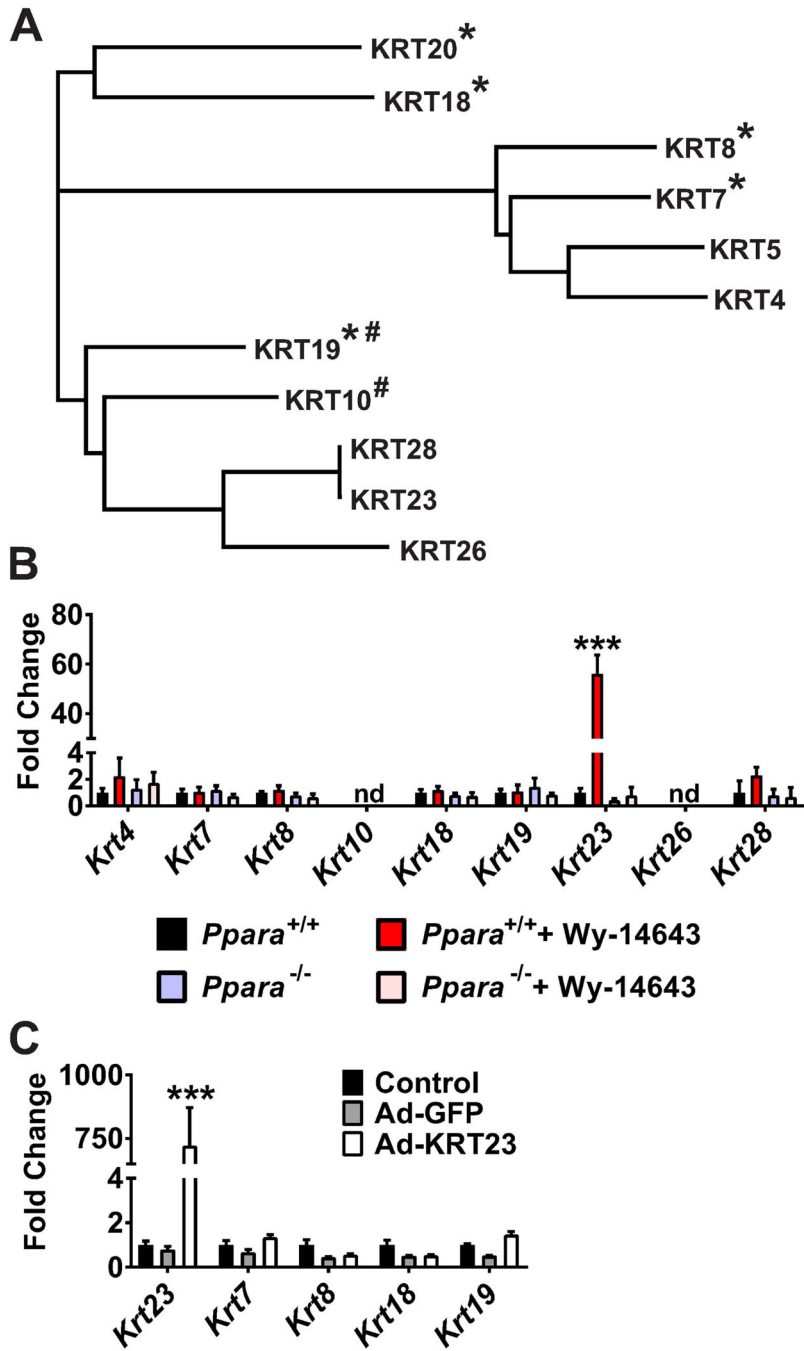 A
KRT20*
KRT18*
KRT8*
KRT7*
KRT5
KRT4
KRT19*#
KRT10#
KRT28
KRT23
KRT26
B
Fold Change
80
60
40
4
2
0
nd
***
nd
Krt4 Krt7 Krt8 Krt10 Krt18 Krt19 Krt23 Krt26 Krt28
Ppara+/+ Ppara+/++ Wy-14643
Ppara-/- Ppara-/-+ Wy-14643
C
Fold Change
1000
750
4
2
0
***
Control
Ad-GFP
Ad-KRT23
Krt23 Krt7 Krt8 Krt18 Krt19